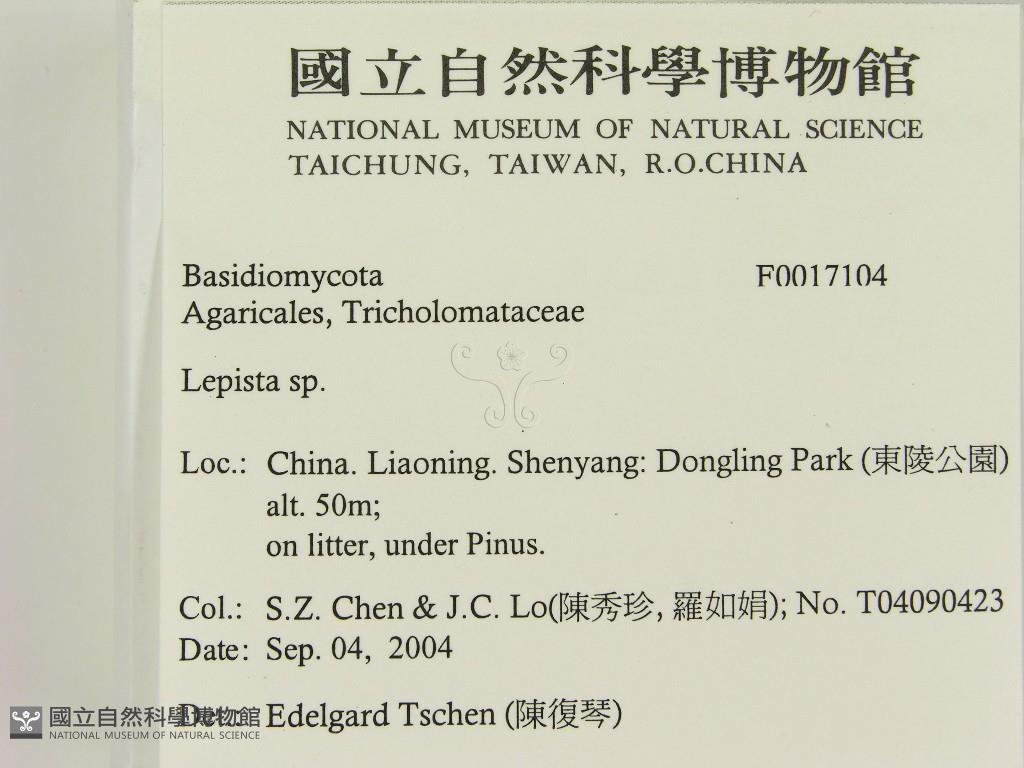 國立自然科學博物館
NATIONAL MUSEUM OF NATURAL SCIENCE
TAICHUNG, TAIWAN, R.O.CHINA
Basidiomycota F0017104
Agaricales, Tricholomataceae
Lepista sp.
Loc.: China. Liaoning. Shenyang: Dongling Park (東陵公園)
alt. 50m;
on litter, under Pinus.
Col.: S.Z. Chen & J.C. Lo(陳秀珍, 羅如娟); No. T04090423
Date: Sep. 04, 2004
Det.: Edelgard Tschen (陳復琴)
國立自然科學博物館
NATIONAL MUSEUM OF NATURAL SCIENCE